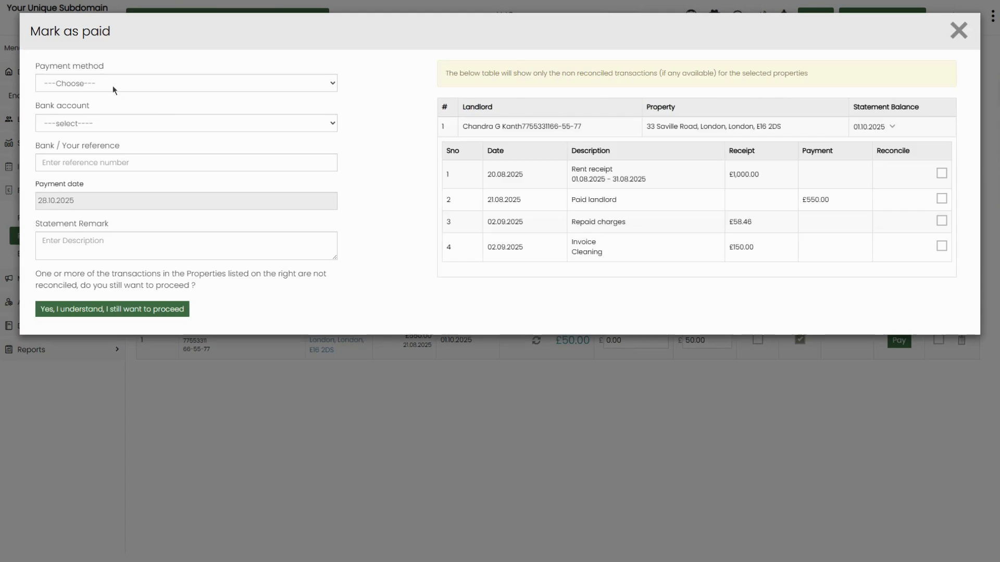 Your Unique Subdomain
Mark as paid
Payment method
---Choose---
Bank account
---select----
Bank / Your reference
Enter reference number
Payment date
28.10.2025
Statement Remark
Enter Description
One or more of the transactions in the Properties listed on the right are not
reconciled, do you still want to proceed ?
Yes, I understand, I still want to proceed
The below table will show only the non reconciled transactions (if any available) for the selected properties
# Landlord Property Statement Balance
1 Chandra G Kanth7755331166-55-77 33 Saville Road, London, London, E16 2DS 01.10.2025
Sno Date Description Receipt Payment Reconcile
1 20.08.2025 Rent receipt £1,000.00
01.08.2025 - 31.08.2025
2 21.08.2025 Paid landlord £550.00
3 02.09.2025 Repaid charges £58.46
4 02.09.2025 Invoice £150.00
Cleaning
1 77553311 London, London, £550.00 01.10.2025 £50.00 £ 0.00 £ 50.00 Pay
66-55-77 E16 2DS 21.08.2025
Reports